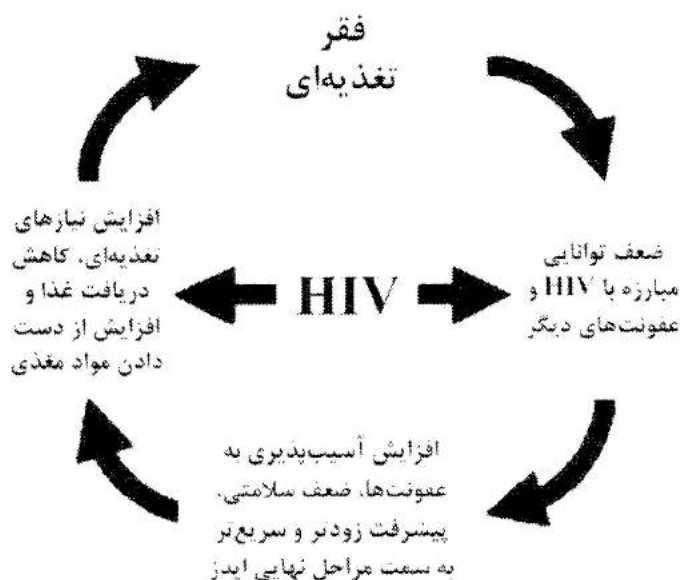 فقر
تغذیه‌ای
ضعف توانایی
مبارزه با HIV و
عفونت‌های دیگر
افزایش آسیب‌پذیری به
عفونت‌ها، ضعف سلامتی،
پیشرفت زودتر و سریع‌تر
به سمت مراحل نهایی ایدز
افزایش نیازهای
تغذیه‌ای، کاهش
دریافت غذا و
افزایش از دست
دادن مواد مغذی
HIV